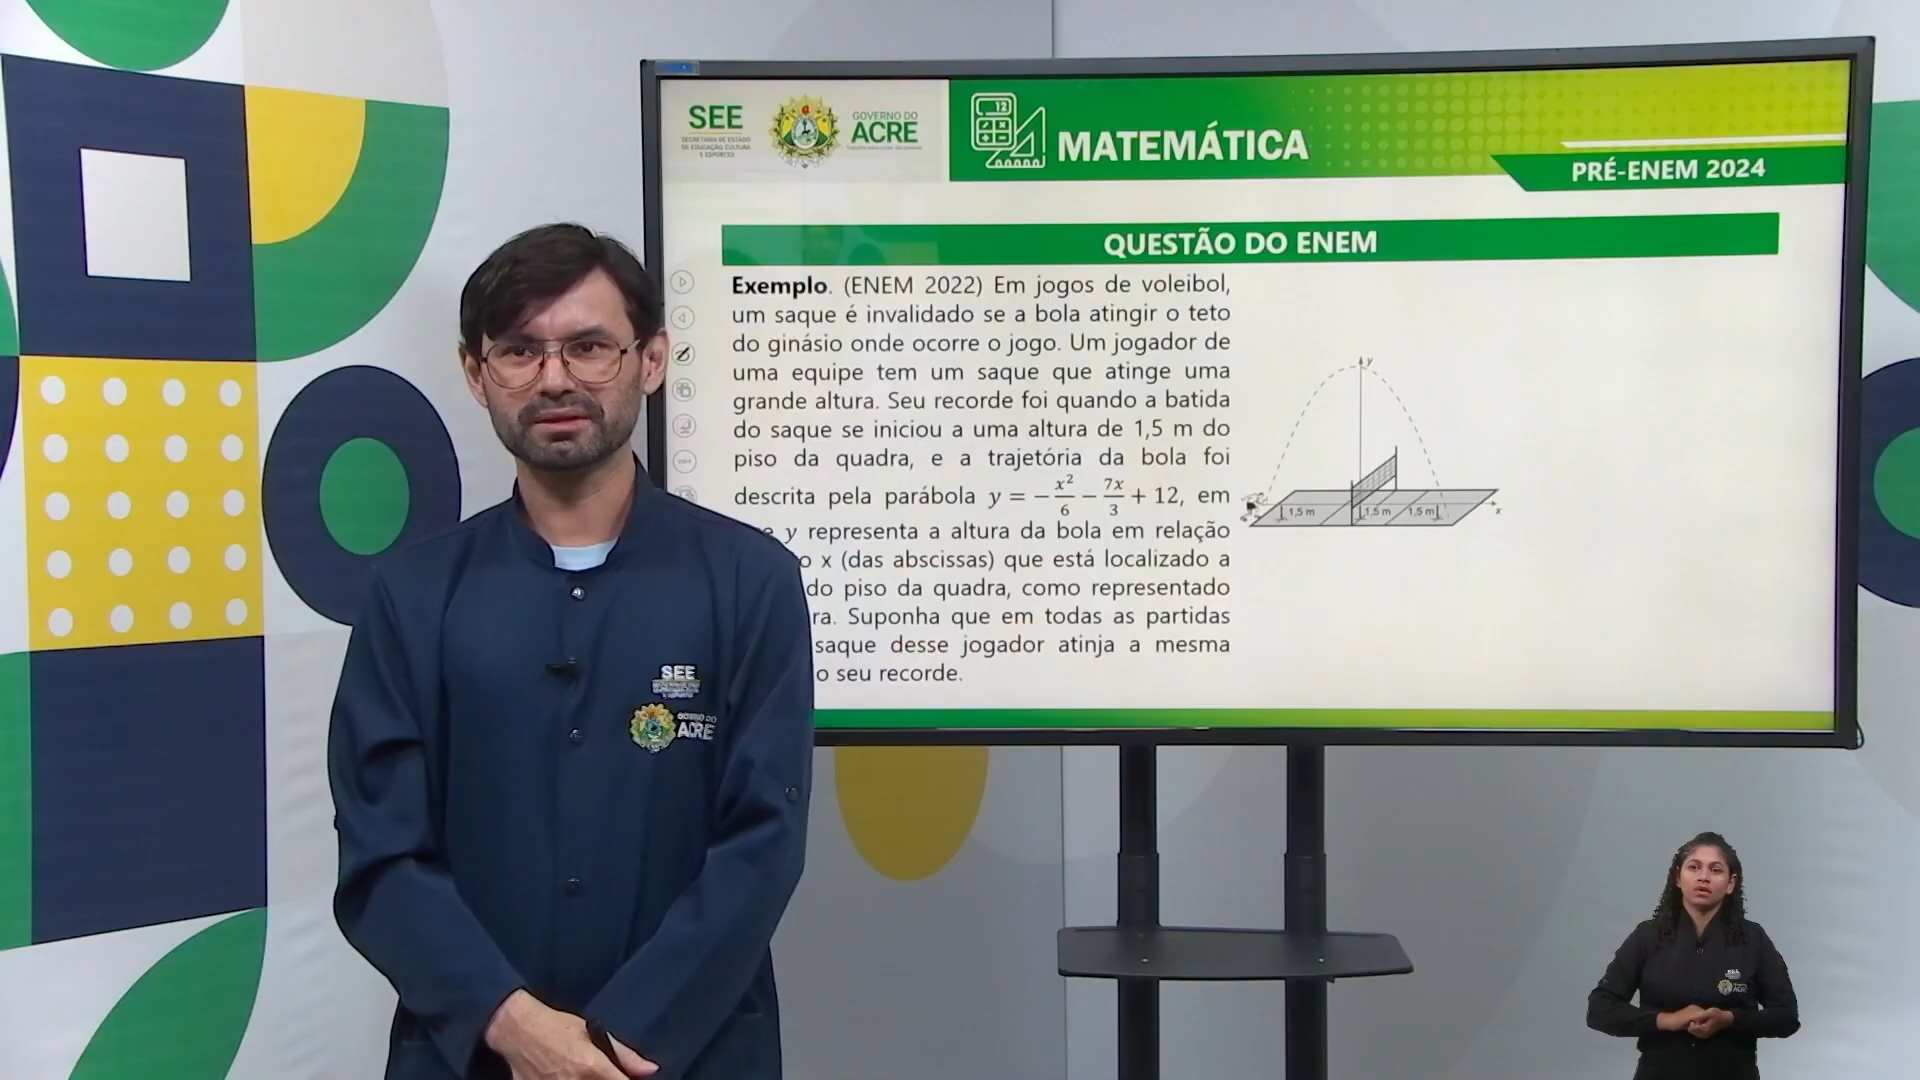 SEE
SECRETARIA DE ESTADO
DE EDUCAÇÃO, CULTURA
E ESPORTES
GOVERNO DO
ACRE
12
MATEMÁTICA
PRÉ-ENEM 2024
QUESTÃO DO ENEM
Exemplo. (ENEM 2022) Em jogos de voleibol,
um saque é invalidado se a bola atingir o teto
do ginásio onde ocorre o jogo. Um jogador de
uma equipe tem um saque que atinge uma
grande altura. Seu recorde foi quando a batida
do saque se iniciou a uma altura de 1,5 m do
piso da quadra, e a trajetória da bola foi
descrita pela parábola y = −x²/6 − 7x/3 + 12, em
y representa a altura da bola em relação
o x (das abscissas) que está localizado a
do piso da quadra, como representado
ra. Suponha que em todas as partidas
saque desse jogador atinja a mesma
o seu recorde.
y
1,5 m
1,5 m
1,5 m
x
SEE
GOVERNO DO
ACRE
SEE
ACRE